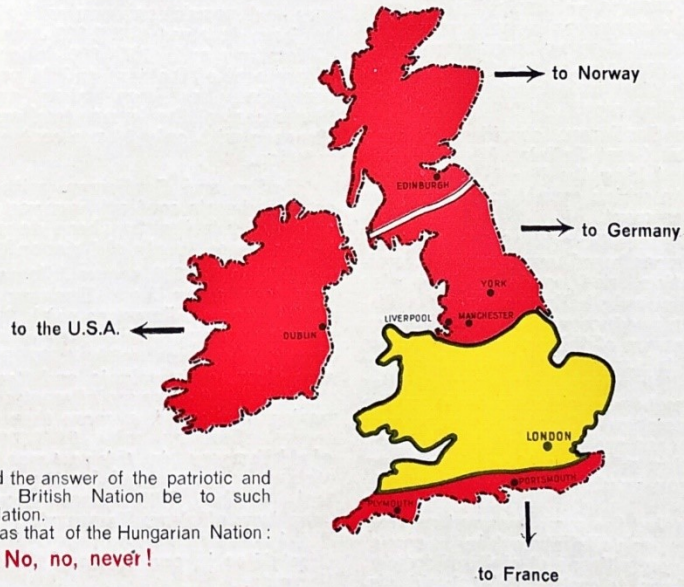 to Norway
EDINBURGH
to Germany
YORK
LIVERPOOL
MANCHESTER
to the U.S.A.
DUBLIN
LONDON
PORTSMOUTH
PLYMOUTH
the answer of the patriotic and
British Nation be to such
as that of the Hungarian Nation:
No, no, never!
to France